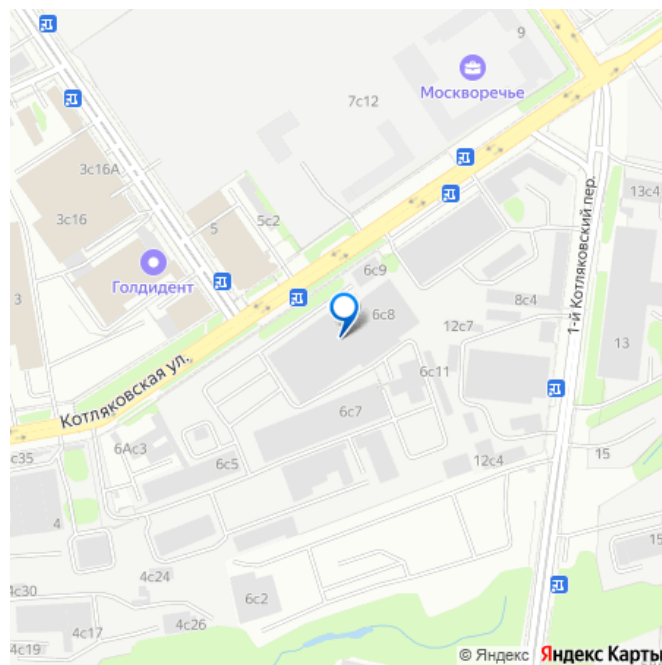 9
Москворечье
7с12
3с16А
13с4
3с16
5с2
5
1-й Котляковский пер.
6с9
Голдидент
3
8с4
6с8
12с7
13
Котляковская ул.
6с11
6с7
6Ас3
с35
6с5
12с4
15
4
15
4с24
4с30
6с2
4с26
4с17
4с19
© Яндекс Яндекс Карты